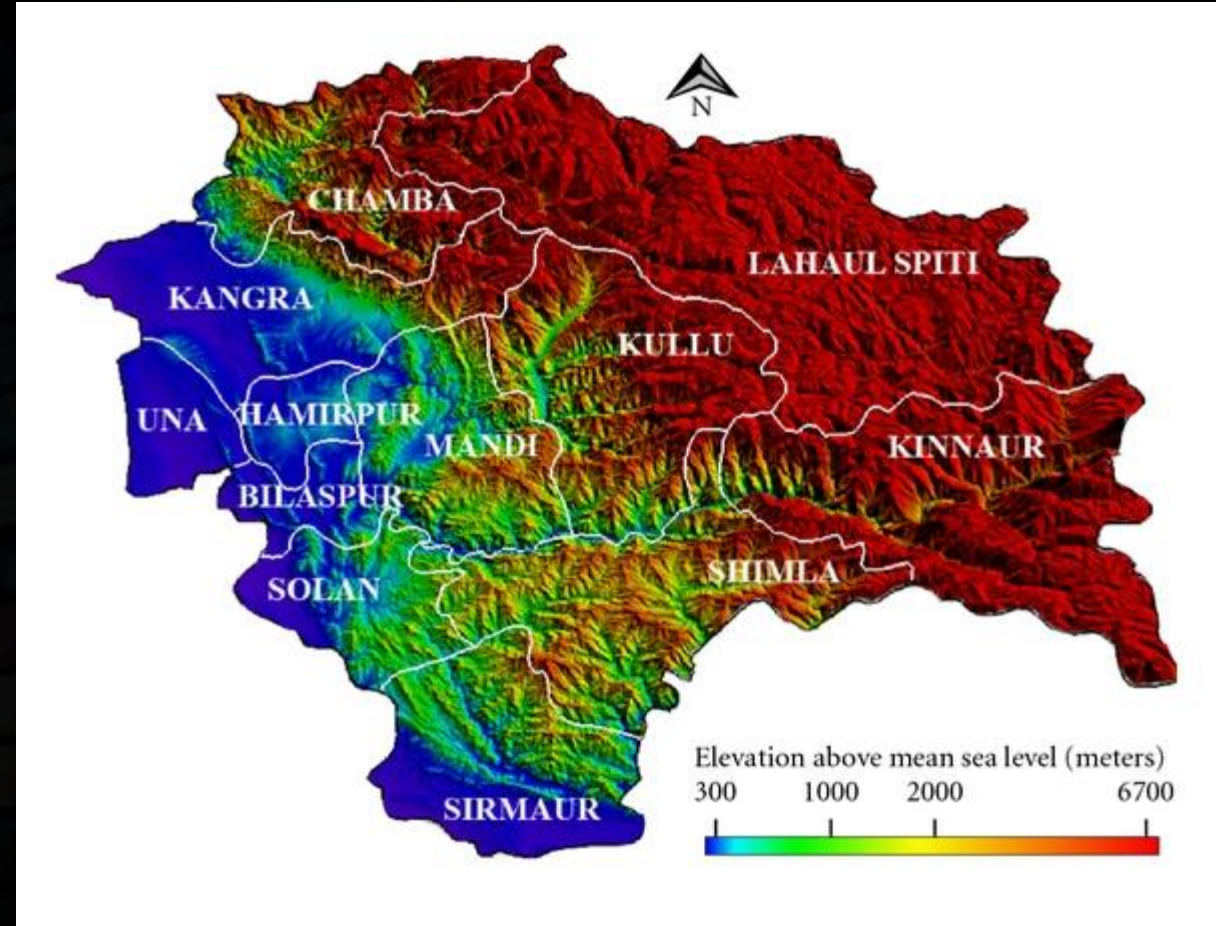 N
CHAMBA
LAHAUL SPITI
KANGRA
KULLU
UNA
HAMIRPUR
MANDI
KINNAUR
BILASPUR
SOLAN
SHIMLA
SIRMAUR
Elevation above mean sea level (meters)
300 1000 2000 6700